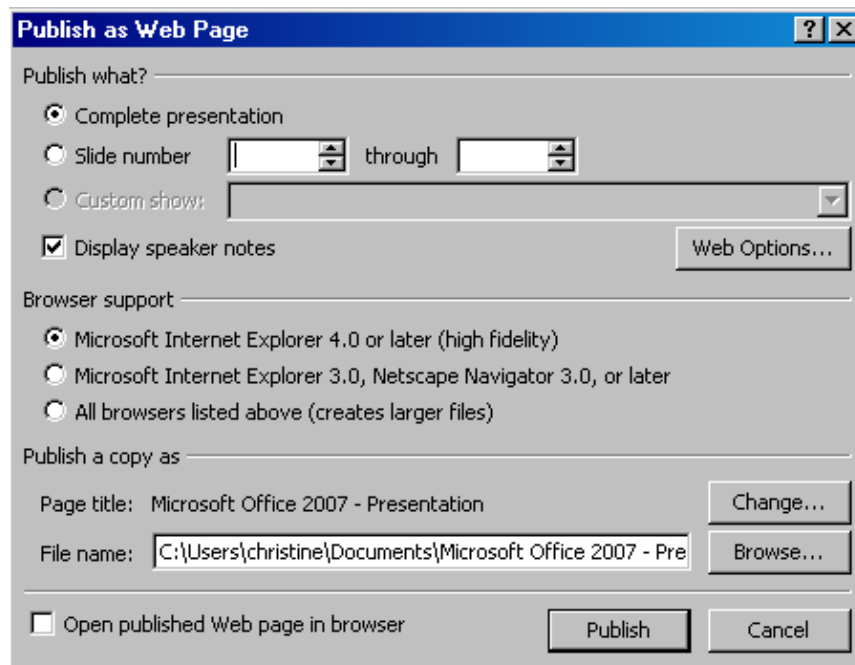 Publish as Web Page
Publish what?
Complete presentation
Slide number through
Custom show:
Display speaker notes Web Options...
Browser support
Microsoft Internet Explorer 4.0 or later (high fidelity)
Microsoft Internet Explorer 3.0, Netscape Navigator 3.0, or later
All browsers listed above (creates larger files)
Publish a copy as
Page title: Microsoft Office 2007 - Presentation Change...
File name: C:\Users\christine\Documents\Microsoft Office 2007 - Pre Browse...
Open published Web page in browser Publish Cancel